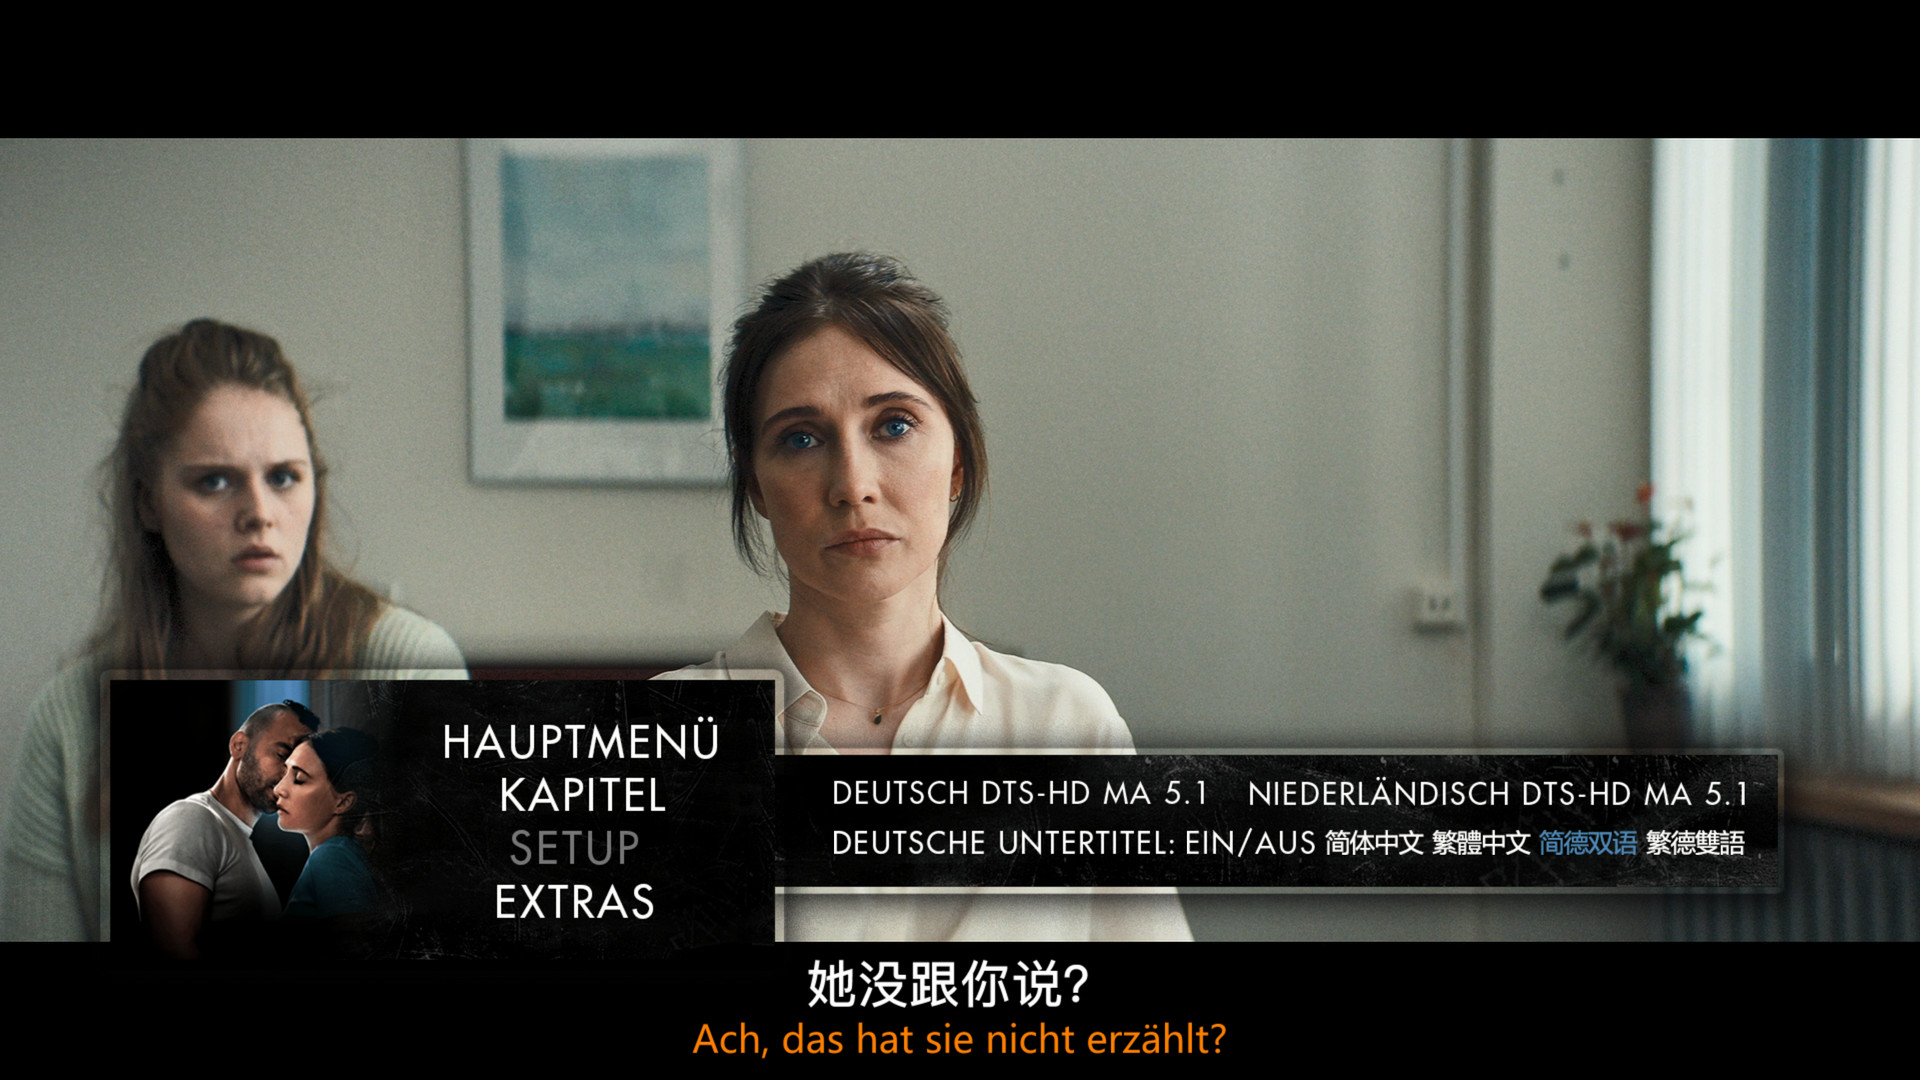 HAUPTMENÜ
KAPITEL
SETUP
EXTRAS
DEUTSCH DTS-HD MA 5.1 NIEDERLÄNDISCH DTS-HD MA 5.1
DEUTSCHE UNTERTITEL: EIN/AUS 简体中文 繁體中文 简德双语 繁德雙語
她没跟你说?
Ach, das hat sie nicht erzählt?